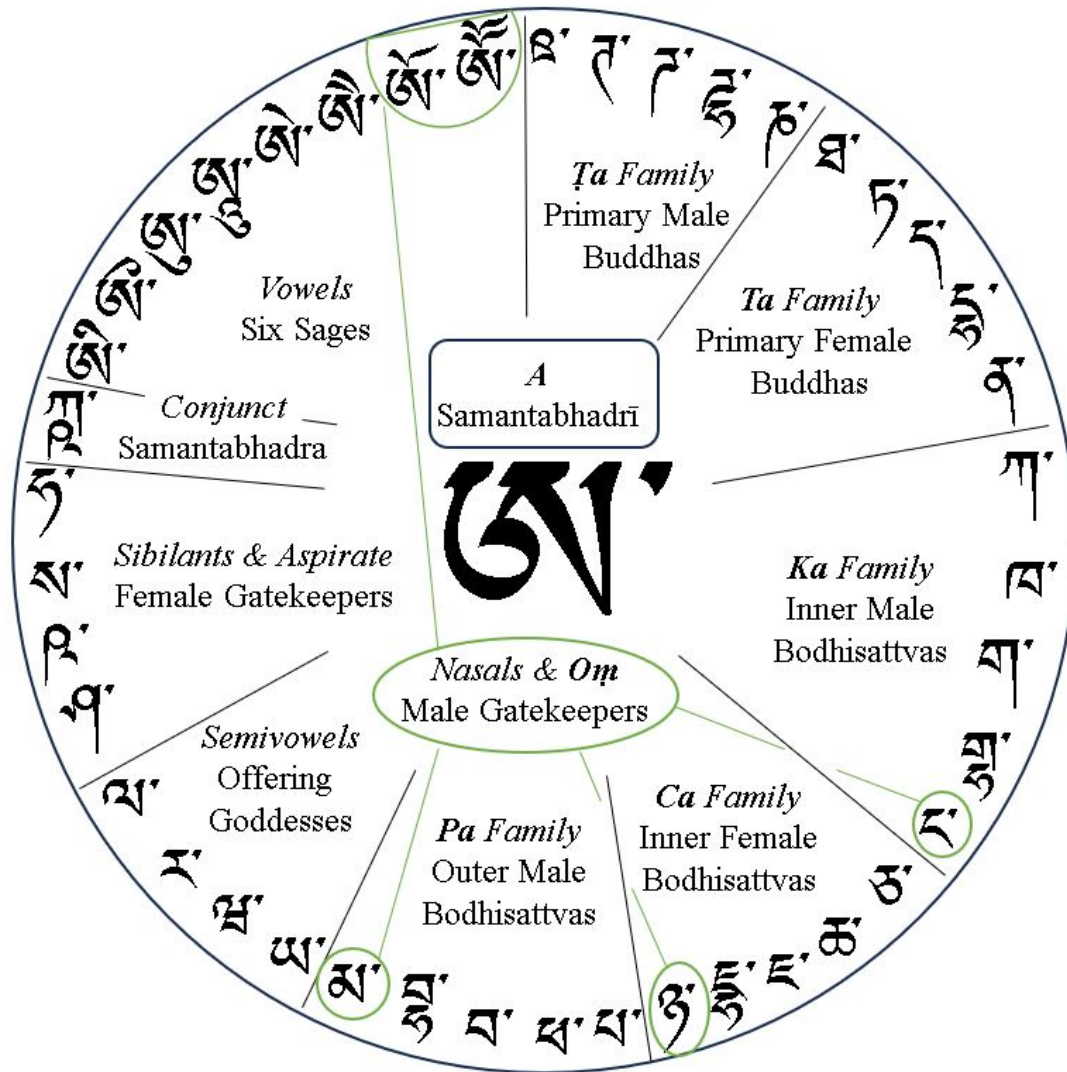 ཋ་ ཊ་ ཌ་ ཌྷ་ ཎ་
Ṭa Family
Primary Male
Buddhas
ཐ་ ཏ་ ད་ དྷ་ ན་
Ta Family
Primary Female
Buddhas
ཀ་ ཁ་ ག་ གྷ་ ང་
Ka Family
Inner Male
Bodhisattvas
ཅ་ ཆ་ ཇ་ ཇྷ་ ཉ་
Ca Family
Inner Female
Bodhisattvas
པ་ ཕ་ བ་ བྷ་ མ་
Pa Family
Outer Male
Bodhisattvas
ཡ་ ཝ་ ར་ ལ་
Semivowels
Offering
Goddesses
ཤ་ ཥ་ ས་ ཧ་
Sibilants & Aspirate
Female Gatekeepers
ཀྵ་
Conjunct
Samantabhadra
ཨི་ ཨཱི་ ཨུ་ ཨཱུ་ ཨེ་ ཨཻ་ ཨོ་ ཨཽ་
Vowels
Six Sages
A
Samantabhadrī
ཨ་
Nasals & Oṃ
Male Gatekeepers